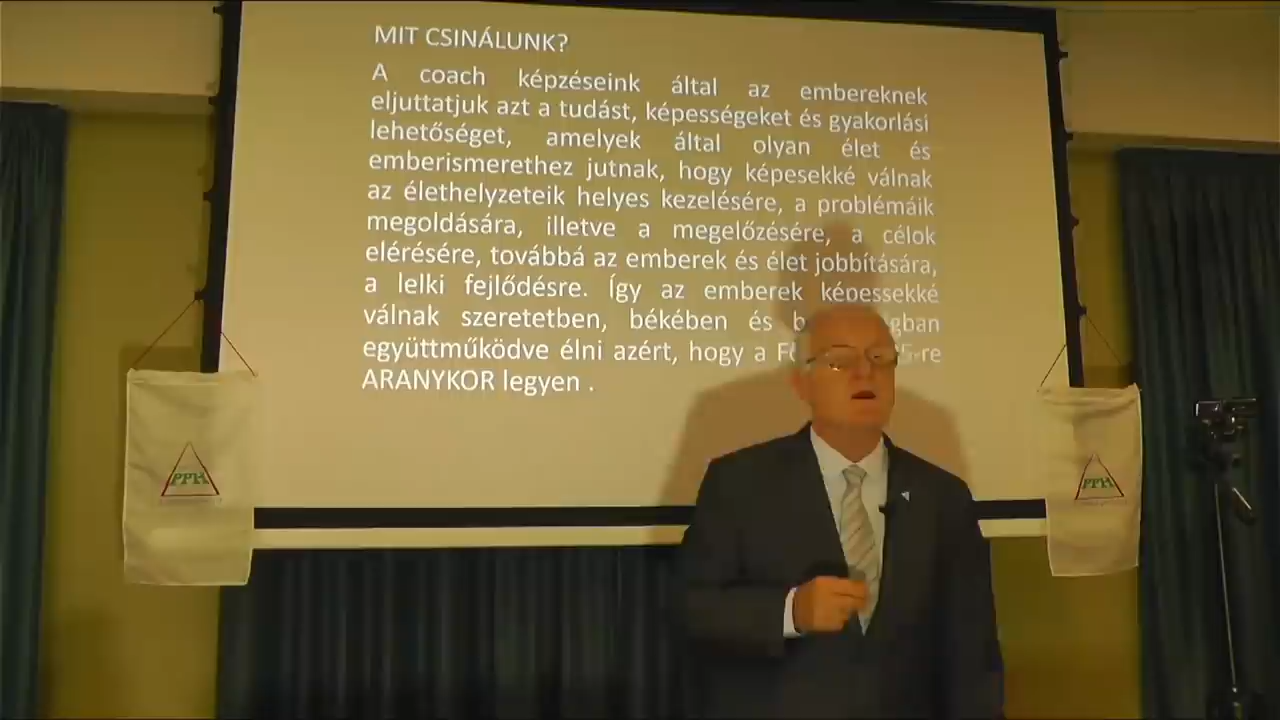 MIT CSINÁLUNK?
A coach képzéseink által az embereknek
eljuttatjuk azt a tudást, képességeket és gyakorlási
lehetőséget, amelyek által olyan élet és
emberismerethez jutnak, hogy képesekké válnak
az élethelyzeteik helyes kezelésére, a problémáik
megoldására, illetve a megelőzésére, a célok
elérésére, továbbá az emberek és élet jobbítására,
a lelki fejlődésre. Így az emberek képessekké
válnak szeretetben, békében és
együttműködve élni azért, hogy a
ARANYKOR legyen .